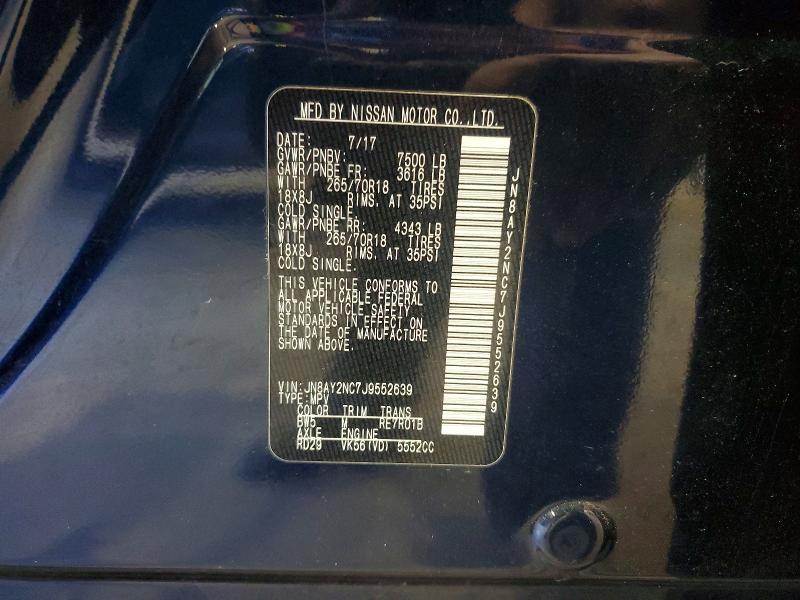 MFD BY NISSAN MOTOR CO.,LTD.
DATE: 7/17
GVWR/PNBV: 7500 LB
GAWR/PNBE FR: 3616 LB
WITH 265/70R18 TIRES
18X8J RIMS. AT 35PSI
COLD SINGLE.
GAWR/PNBE RR: 4343 LB
WITH 265/70R18 TIRES
18X8J RIMS. AT 35PSI
COLD SINGLE.
THIS VEHICLE CONFORMS TO
ALL APPLICABLE FEDERAL
MOTOR VEHICLE SAFETY
STANDARDS IN EFFECT ON
THE DATE OF MANUFACTURE
SHOWN ABOVE.
VIN:JN8AY2NC7J9552639
TYPE:MPV
COLOR TRIM TRANS
BW5 M RE7R01B
AXLE ENGINE
RD29 VK56(VD) 5552CC
JN8AY2NC7J9552639